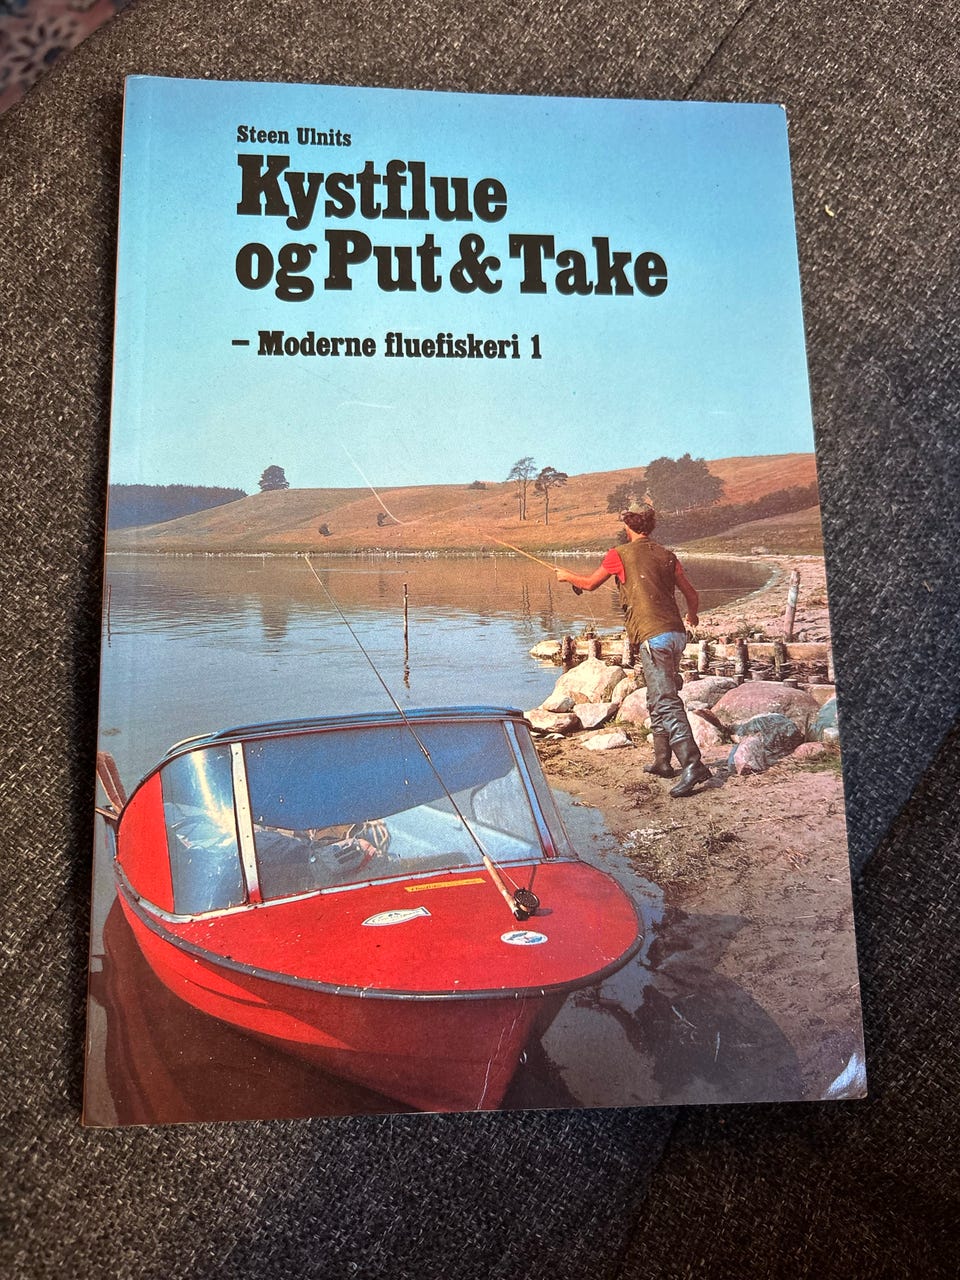 Steen Ulnits
Kystflue
og Put & Take
– Moderne fluefiskeri 1